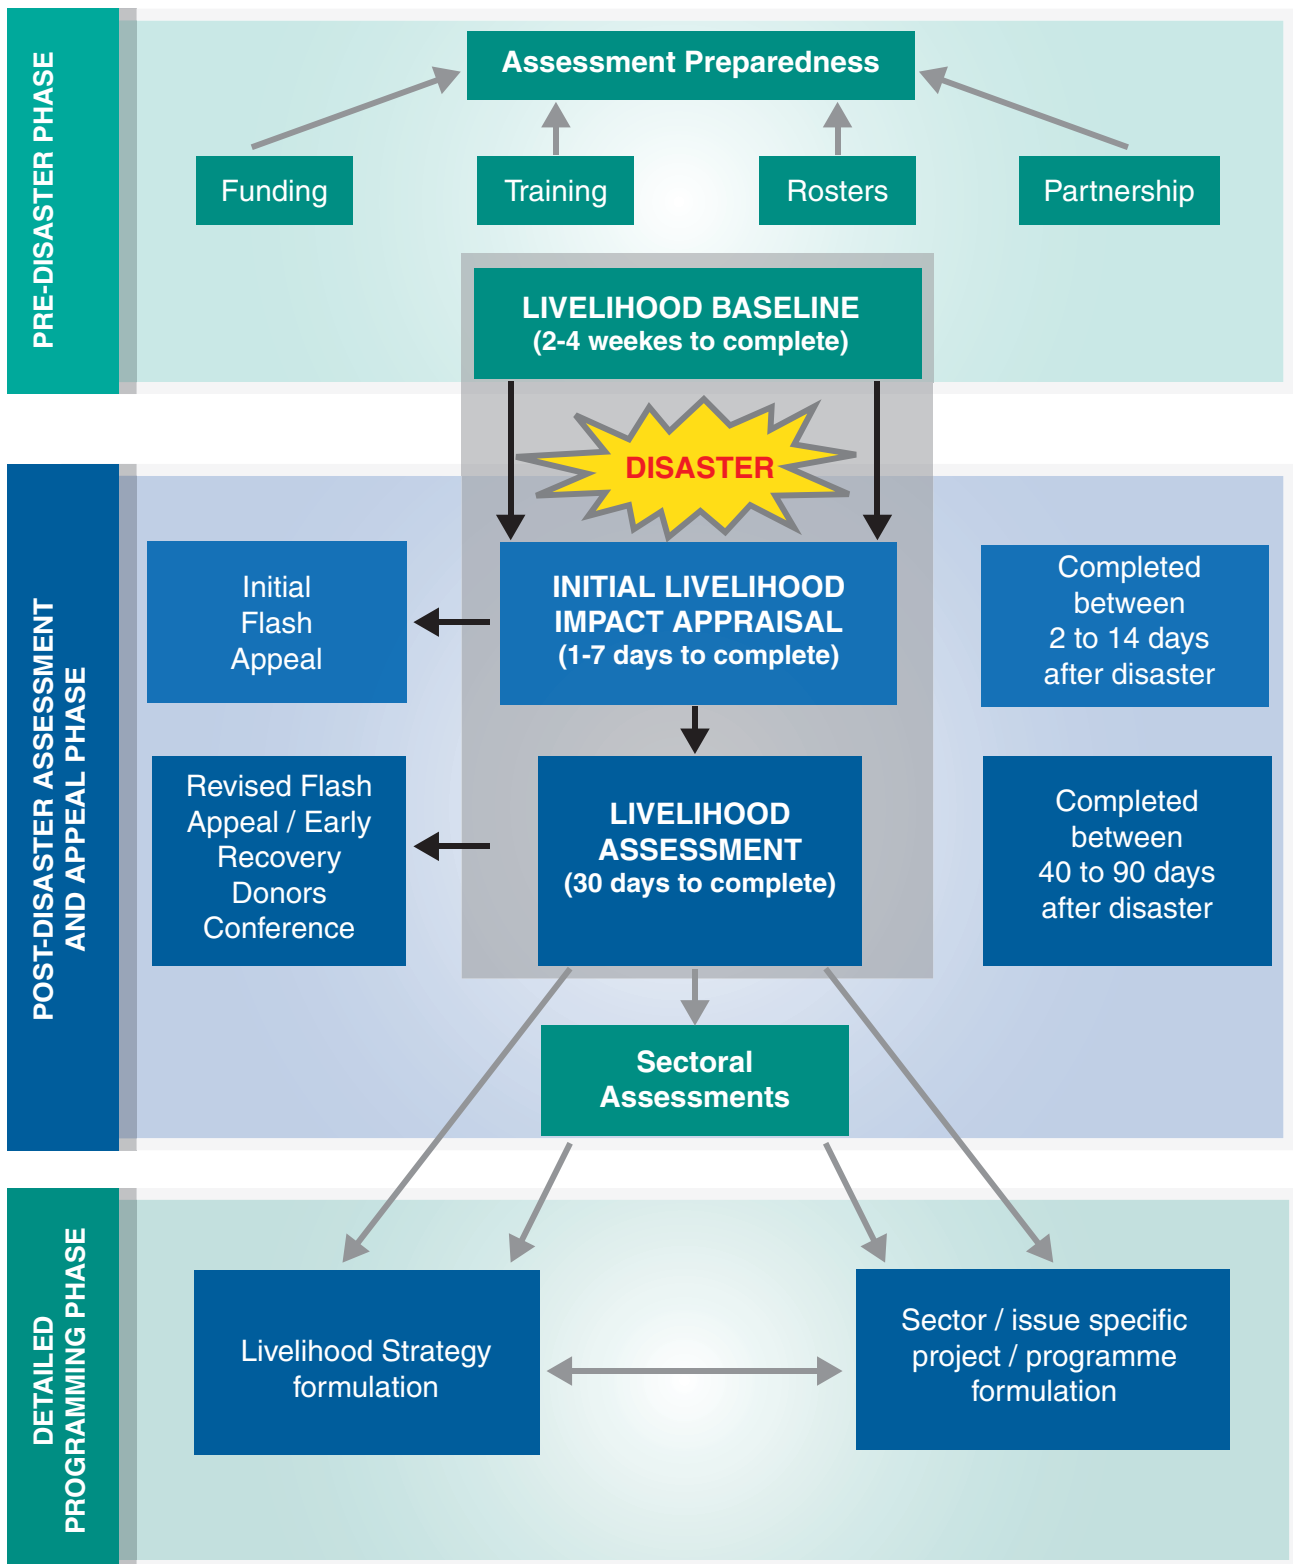 PRE-DISASTER PHASE
Assessment Preparedness
Funding
Training
Rosters
Partnership
LIVELIHOOD BASELINE
(2-4 weekes to complete)
DISASTER
POST-DISASTER ASSESSMENT
AND APPEAL PHASE
Initial
Flash
Appeal
INITIAL LIVELIHOOD
IMPACT APPRAISAL
(1-7 days to complete)
Completed
between
2 to 14 days
after disaster
Revised Flash
Appeal / Early
Recovery
Donors
Conference
LIVELIHOOD
ASSESSMENT
(30 days to complete)
Completed
between
40 to 90 days
after disaster
Sectoral
Assessments
DETAILED
PROGRAMMING PHASE
Livelihood Strategy
formulation
Sector / issue specific
project / programme
formulation